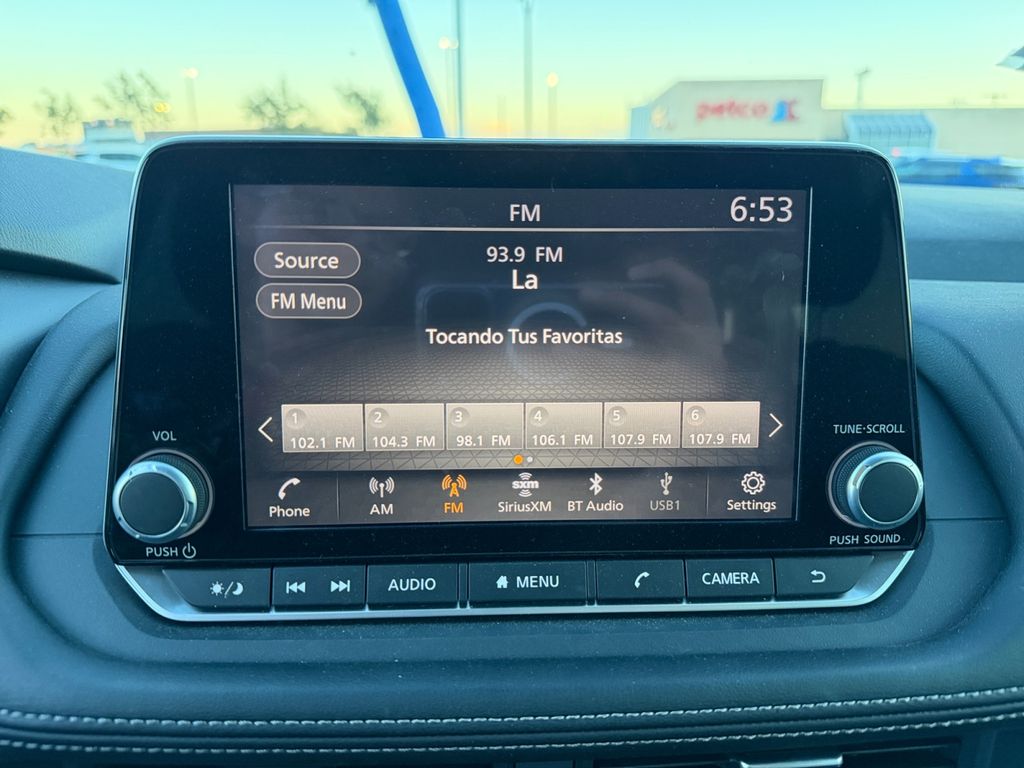 petco
FM 6:53
Source
93.9 FM
La
FM Menu
Tocando Tus Favoritas
1 2 3 4 5 6
102.1 FM 104.3 FM 98.1 FM 106.1 FM 107.9 FM 107.9 FM
VOL
TUNE·SCROLL
Phone AM FM sxm SiriusXM BT Audio USB1 Settings
PUSH
PUSH SOUND
AUDIO MENU CAMERA